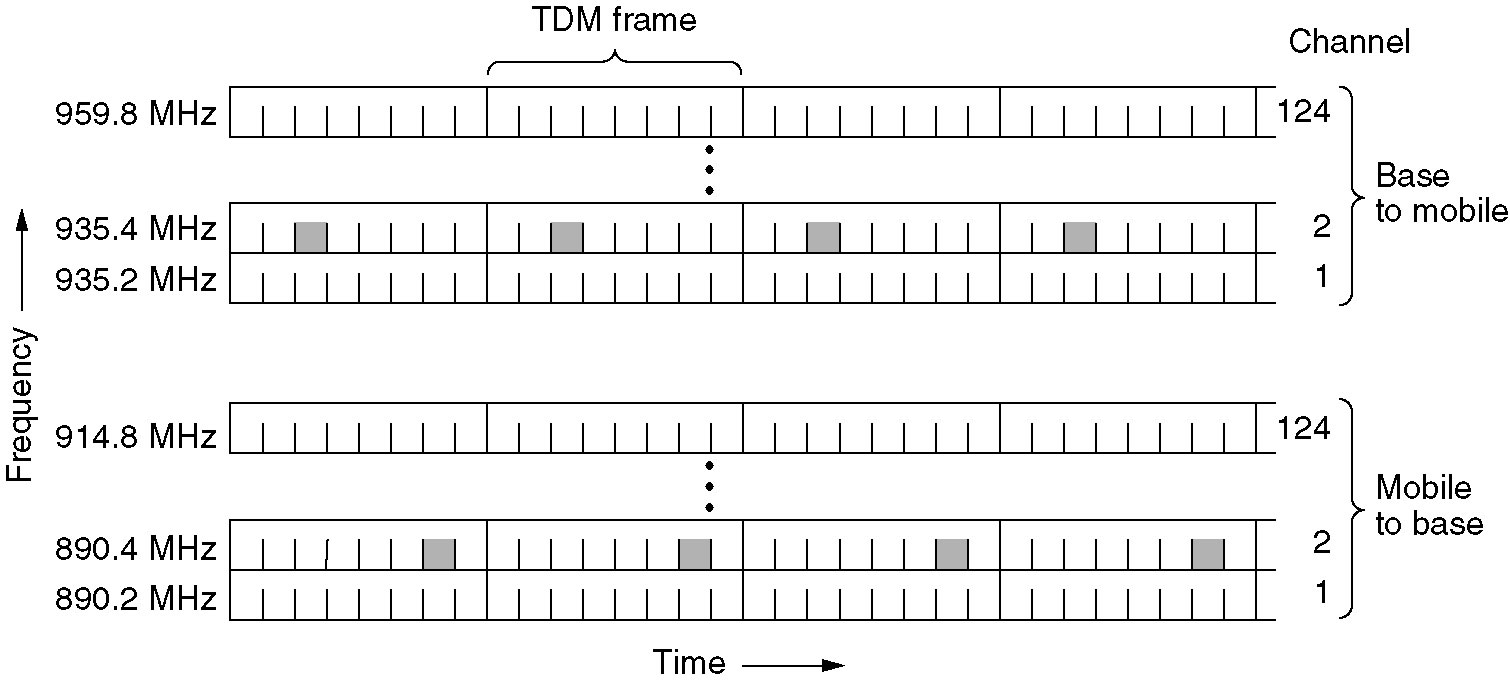 TDM frame
Channel
959.8 MHz
124
935.4 MHz
2
935.2 MHz
1
Base
to mobile
914.8 MHz
124
890.4 MHz
2
890.2 MHz
1
Mobile
to base
Frequency
Time